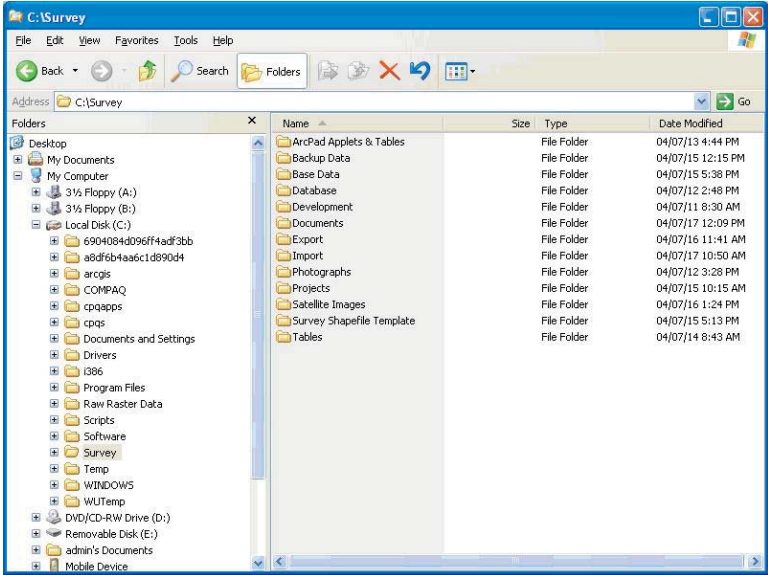 C:\Survey
File Edit View Favorites Tools Help
Back Search Folders
Address C:\Survey Go
Folders
Desktop
My Documents
My Computer
3½ Floppy (A:)
3½ Floppy (B:)
Local Disk (C:)
6904084d096ff4adf3bb
a8df6b4aa6c1d890d4
arcgis
COMPAQ
cpqapps
cpqs
Documents and Settings
Drivers
i386
Program Files
Raw Raster Data
Scripts
Software
Survey
Temp
WINDOWS
WUTemp
DVD/CD-RW Drive (D:)
Removable Disk (E:)
admin's Documents
Mobile Device
Name Size Type Date Modified
ArcPad Applets & Tables File Folder 04/07/13 4:44 PM
Backup Data File Folder 04/07/15 12:15 PM
Base Data File Folder 04/07/15 5:38 PM
Database File Folder 04/07/12 2:48 PM
Development File Folder 04/07/11 8:30 AM
Documents File Folder 04/07/17 12:09 PM
Export File Folder 04/07/16 11:41 AM
Import File Folder 04/07/17 10:50 AM
Photographs File Folder 04/07/12 3:28 PM
Projects File Folder 04/07/15 10:15 AM
Satellite Images File Folder 04/07/16 1:24 PM
Survey Shapefile Template File Folder 04/07/15 5:13 PM
Tables File Folder 04/07/14 8:43 AM